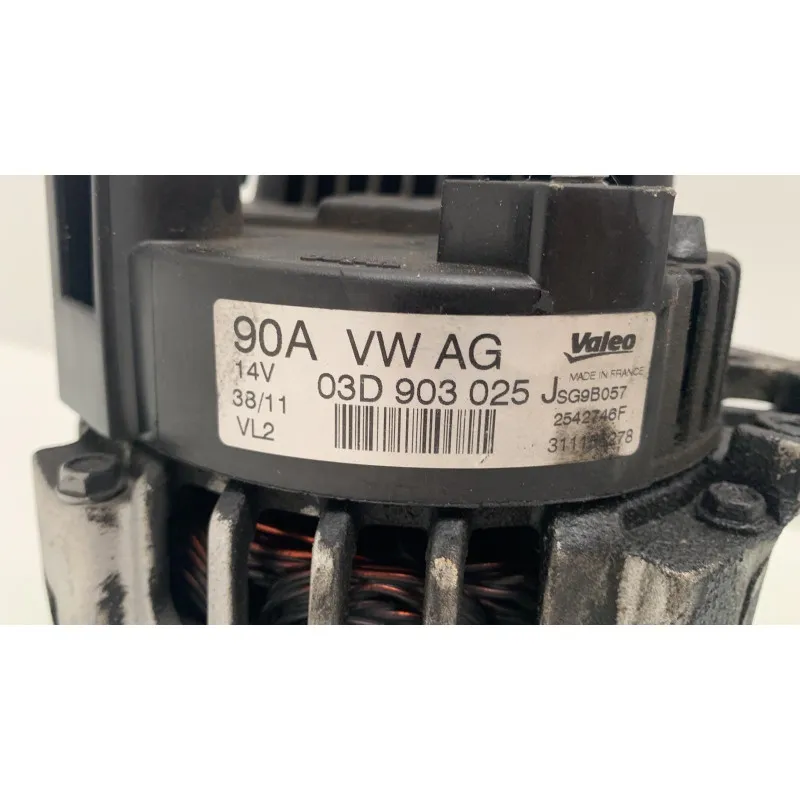 90A VW AG
14V 03D 903 025 J
38/11
VL2
Valeo
MADE IN FRANCE
SG9B057
2542746F